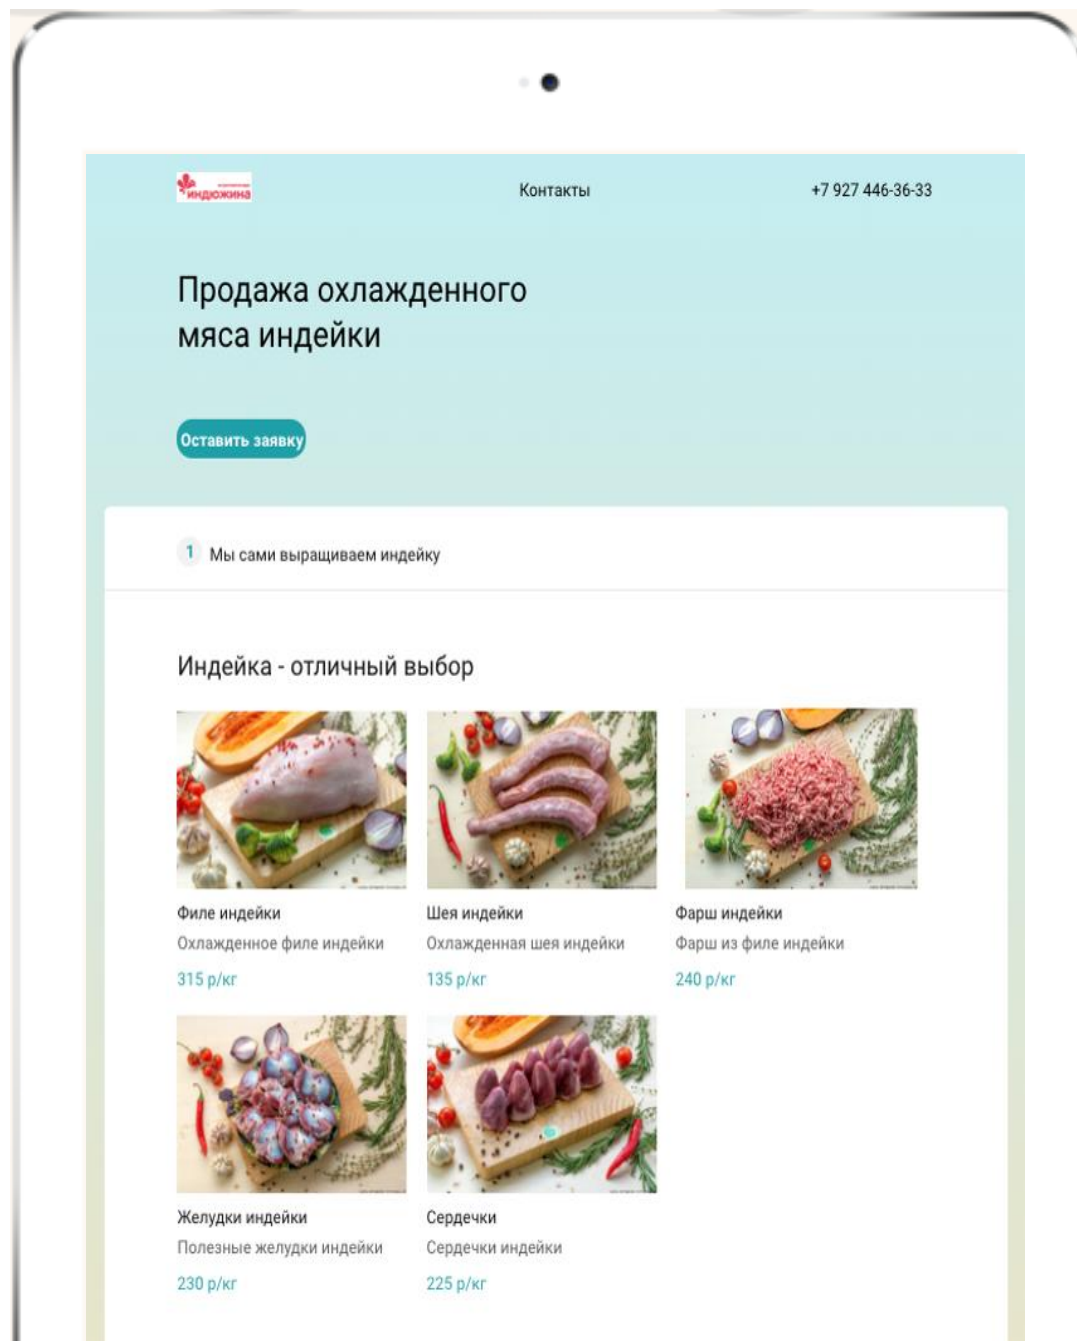 ИНДЮЖИНА
Контакты
+7 927 446-36-33
Продажа охлажденного
мяса индейки
Оставить заявку
1 Мы сами выращиваем индейку
Индейка - отличный выбор
Филе индейки
Охлажденное филе индейки
315 р/кг
Шея индейки
Охлажденная шея индейки
135 р/кг
Фарш индейки
Фарш из филе индейки
240 р/кг
Желудки индейки
Полезные желудки индейки
230 р/кг
Сердечки
Сердечки индейки
225 р/кг